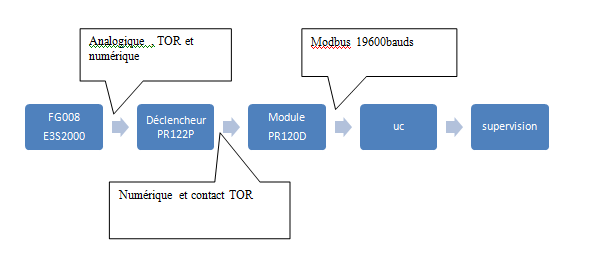 Analogique , TOR et
numérique
Modbus 19600bauds
FG008
E3S2000
Déclencheur
PR122P
Module
PR120D
uc
supervision
Numérique et contact TOR